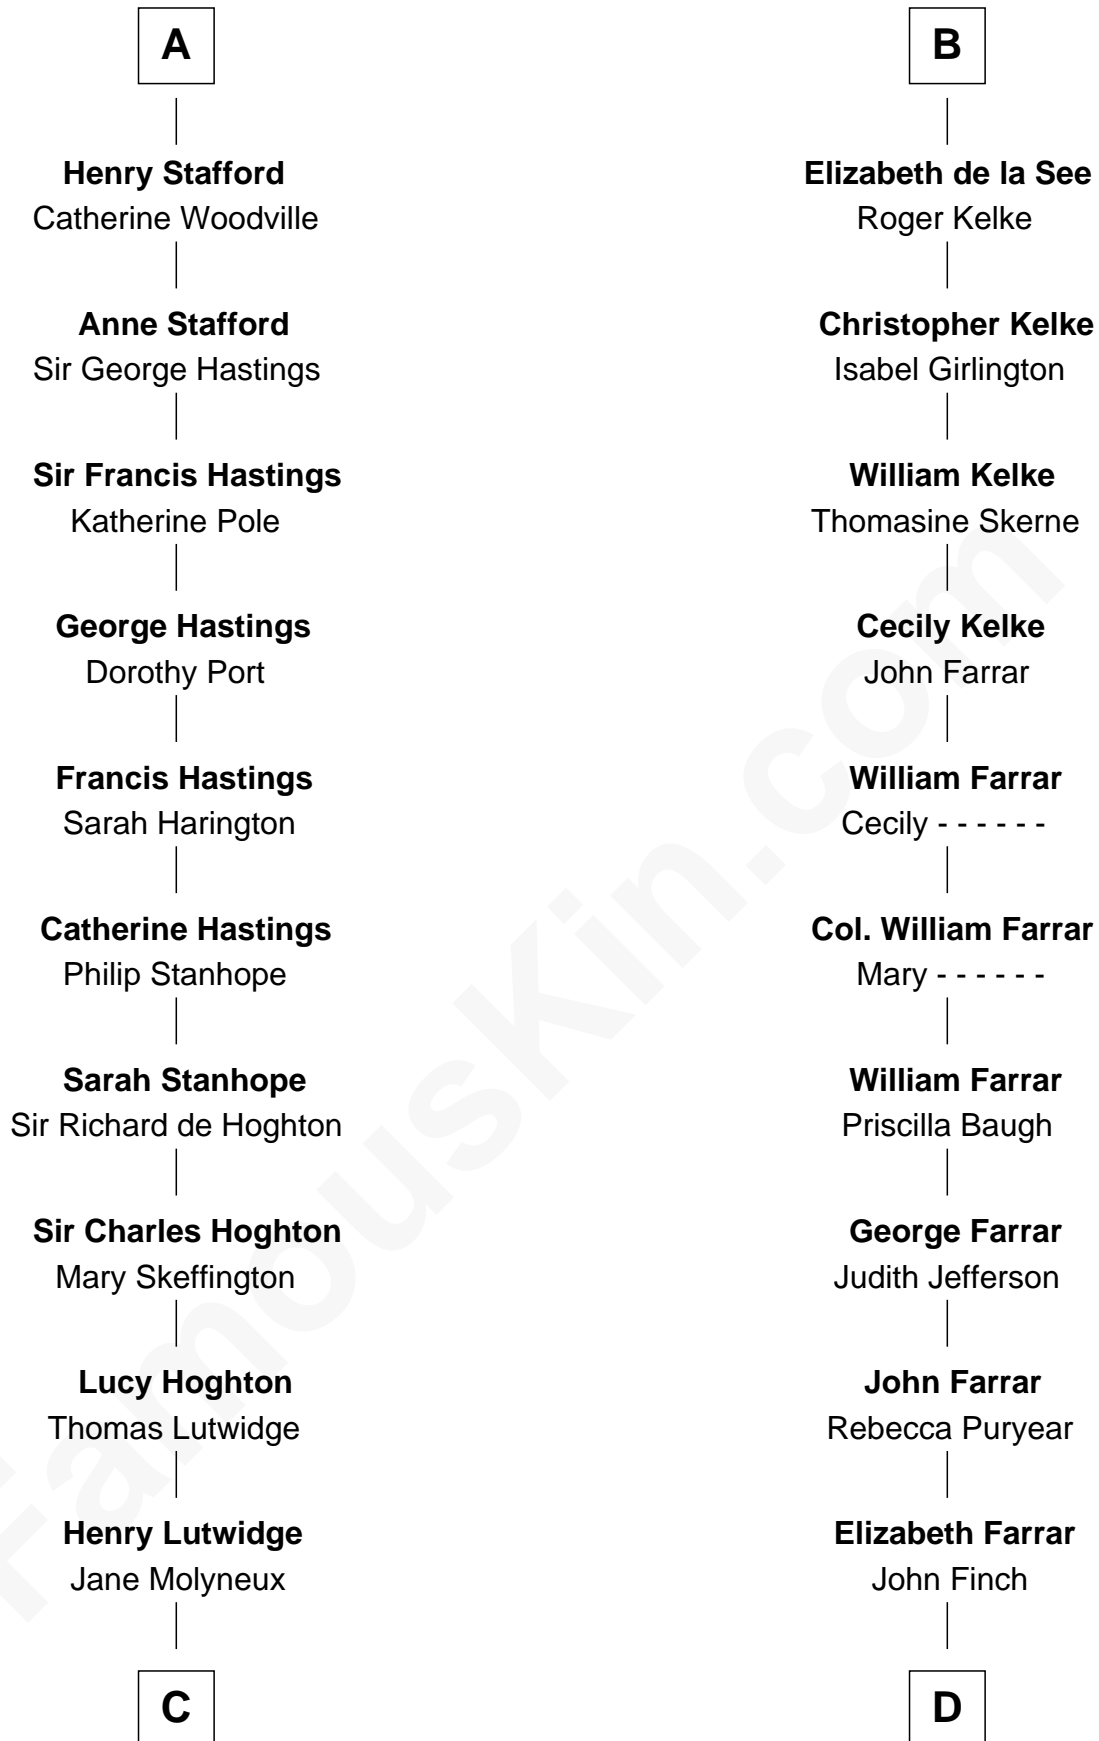 A
Henry Stafford
Catherine Woodville
Anne Stafford
Sir George Hastings
Sir Francis Hastings
Katherine Pole
George Hastings
Dorothy Port
Francis Hastings
Sarah Harington
Catherine Hastings
Philip Stanhope
Sarah Stanhope
Sir Richard de Hoghton
Sir Charles Hoghton
Mary Skeffington
Lucy Hoghton
Thomas Lutwidge
Henry Lutwidge
Jane Molyneux
C
B
Elizabeth de la See
Roger Kelke
Christopher Kelke
Isabel Girlington
William Kelke
Thomasine Skerne
Cecily Kelke
John Farrar
William Farrar
Cecily - - - - - -
Col. William Farrar
Mary - - - - - -
William Farrar
Priscilla Baugh
George Farrar
Judith Jefferson
John Farrar
Rebecca Puryear
Elizabeth Farrar
John Finch
D
FamousKin.com